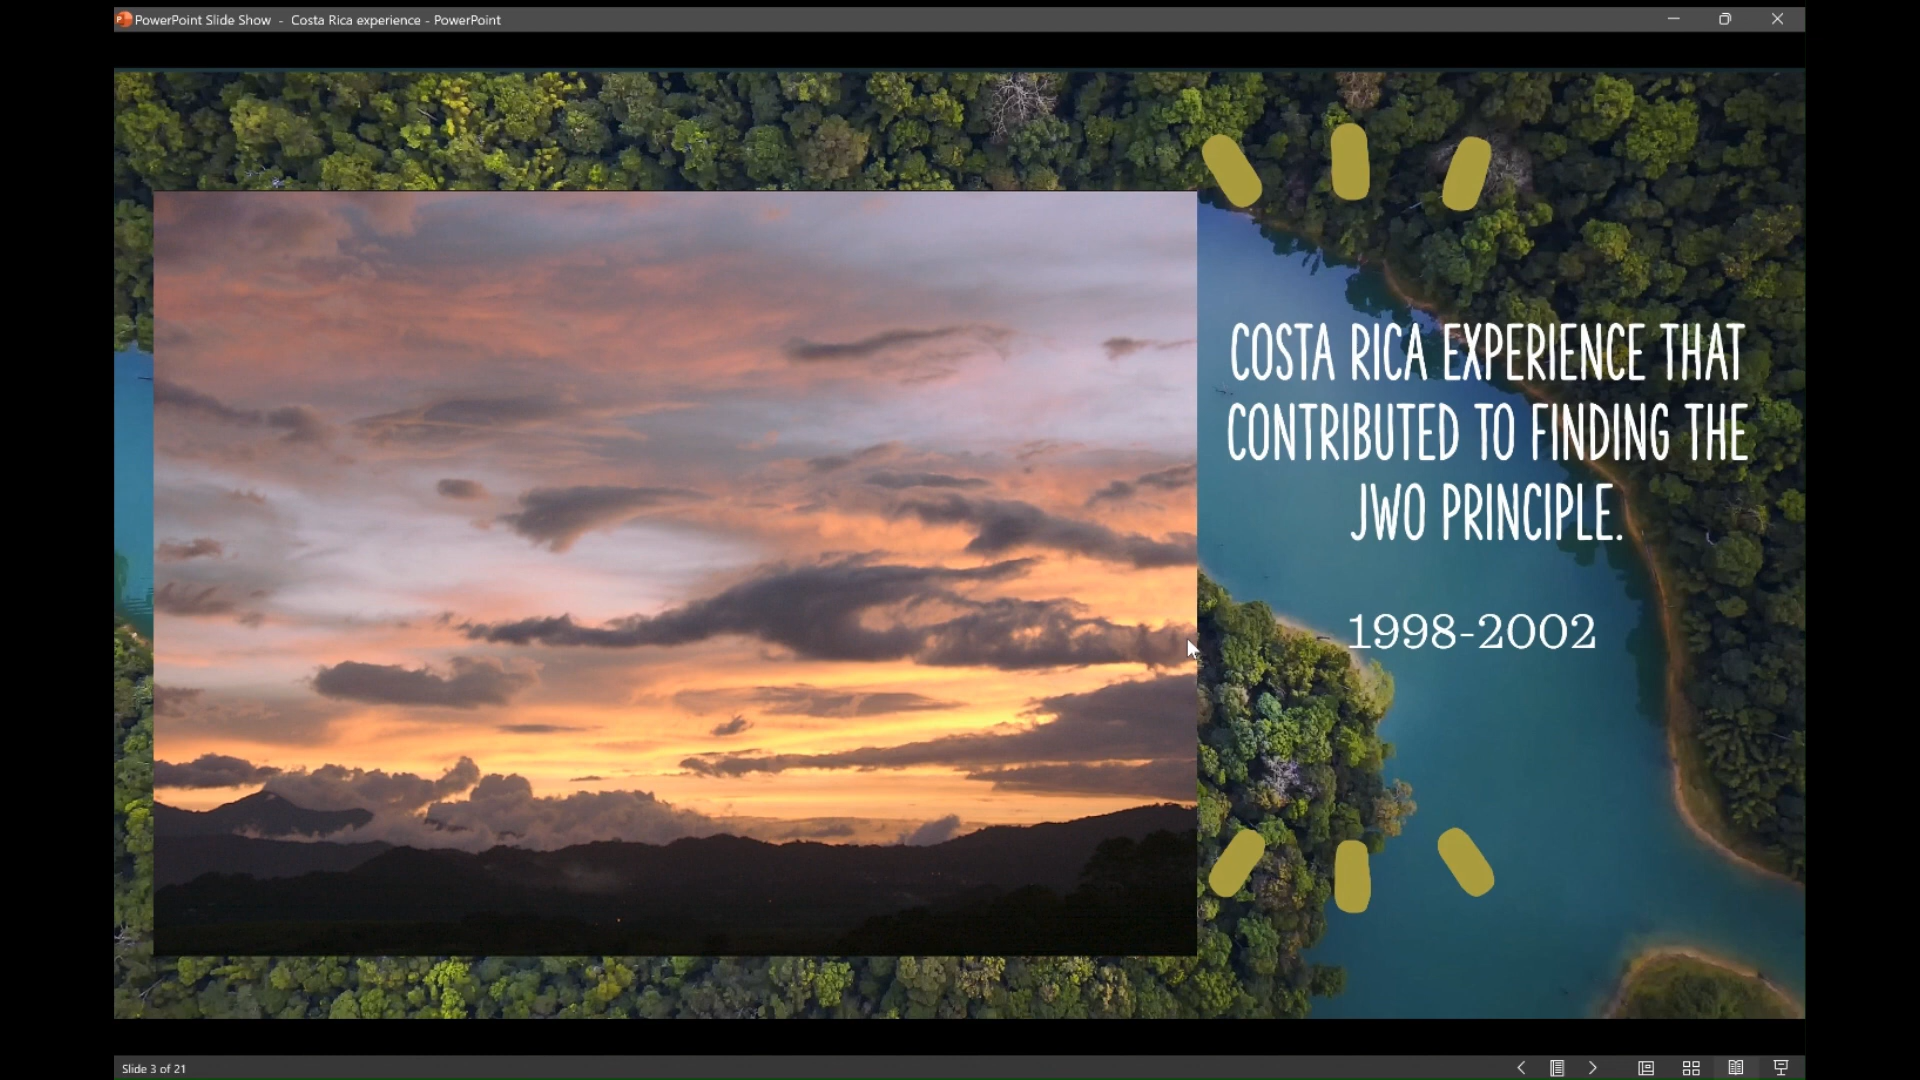 PowerPoint Slide Show - Costa Rica experience - PowerPoint
COSTA RICA EXPERIENCE THAT
CONTRIBUTED TO FINDING THE
JWO PRINCIPLE.
1998-2002
Slide 3 of 21